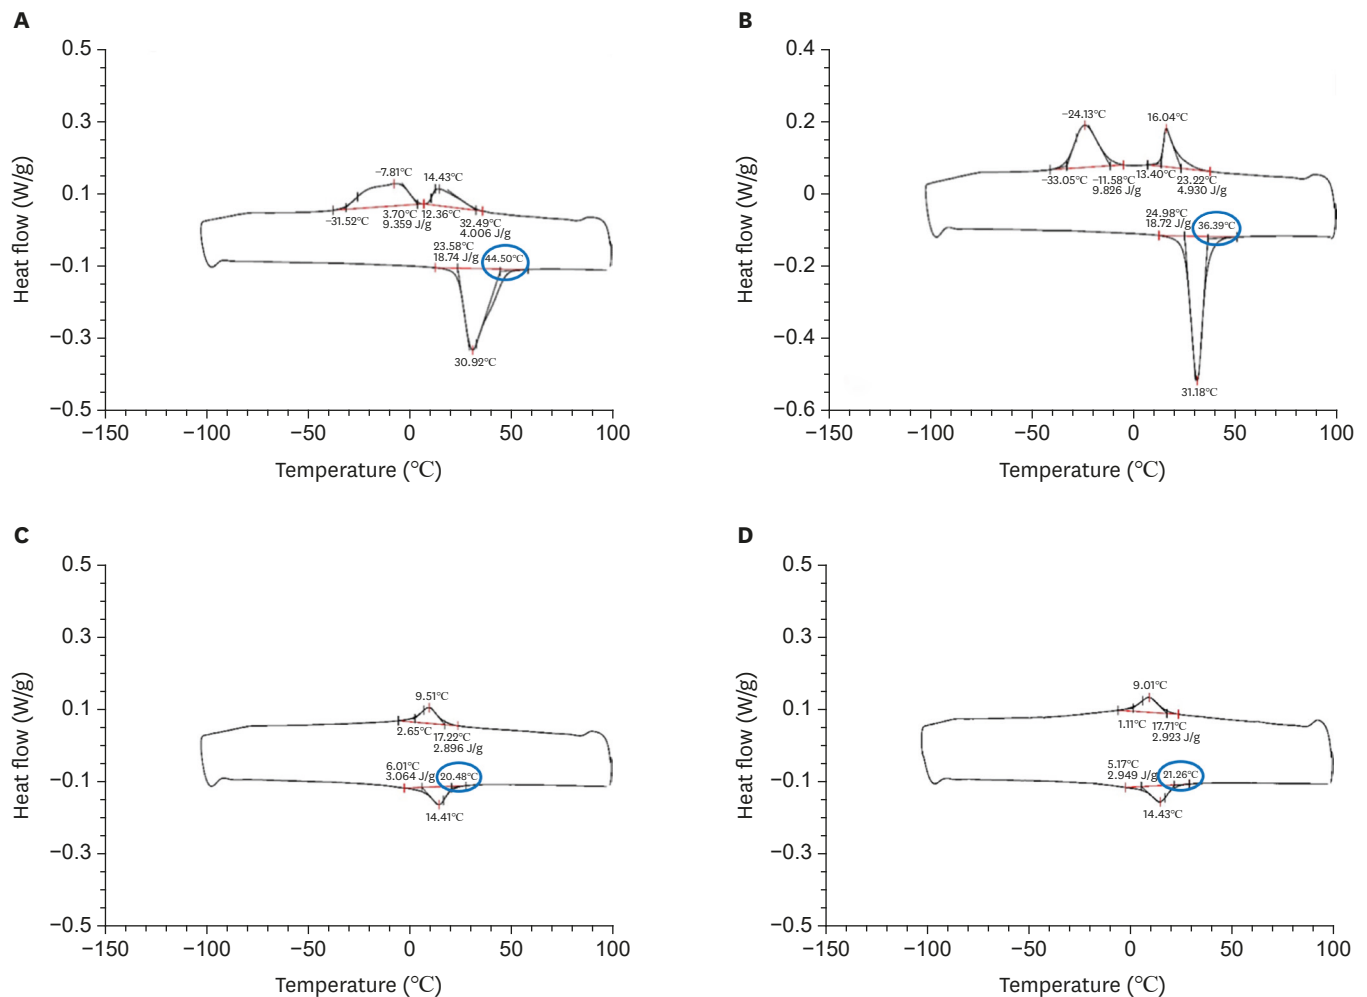 A
0.5
0.3
0.1
−0.1
−0.3
−0.5
Heat flow (W/g)
−7.81°C
14.43°C
−31.52°C
3.70°C
9.359 J/g
12.36°C
32.49°C
4.006 J/g
23.58°C
18.74 J/g
44.50°C
30.92°C
−150
−100
−50
0
50
100
Temperature (°C)
B
0.4
0.2
0
−0.2
−0.4
−0.6
Heat flow (W/g)
−24.13°C
16.04°C
−33.05°C
−11.58°C
9.826 J/g
13.40°C
23.22°C
4.930 J/g
24.98°C
18.72 J/g
36.39°C
31.18°C
−150
−100
−50
0
50
100
Temperature (°C)
C
0.5
0.3
0.1
−0.1
−0.3
−0.5
Heat flow (W/g)
9.51°C
2.65°C
17.22°C
2.896 J/g
6.01°C
3.064 J/g
20.48°C
14.41°C
−150
−100
−50
0
50
100
Temperature (°C)
D
0.5
0.3
0.1
−0.1
−0.3
−0.5
Heat flow (W/g)
9.01°C
1.11°C
17.71°C
2.923 J/g
5.17°C
2.949 J/g
21.26°C
14.43°C
−150
−100
−50
0
50
100
Temperature (°C)